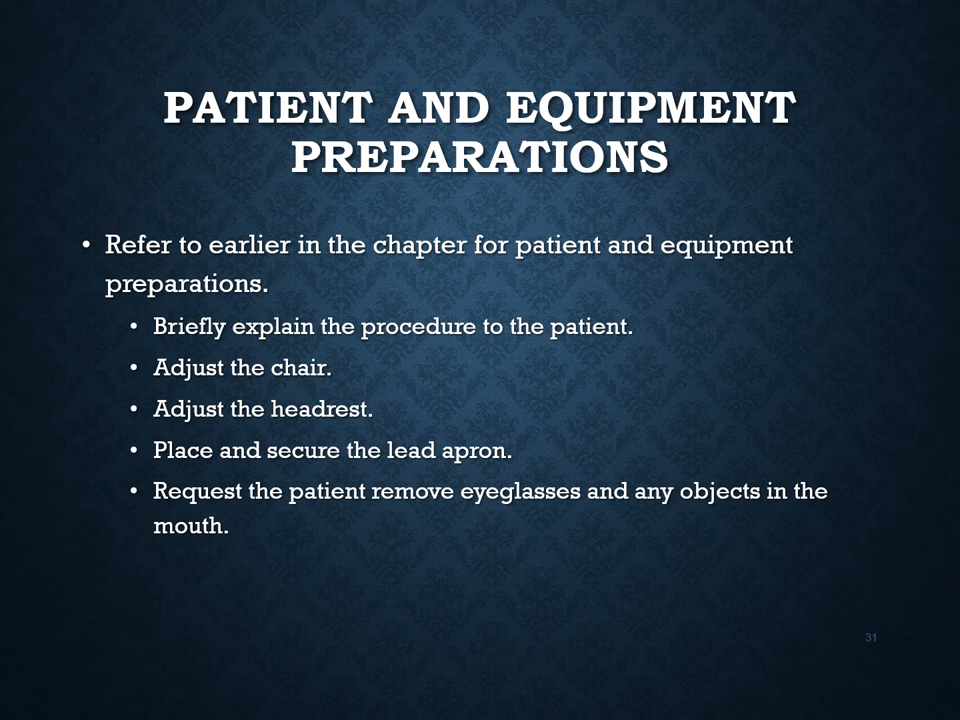 PATIENT AND EQUIPMENT
PREPARATIONS
• Refer to earlier in the chapter for patient and equipment
preparations.
• Briefly explain the procedure to the patient.
• Adjust the chair.
• Adjust the headrest.
• Place and secure the lead apron.
• Request the patient remove eyeglasses and any objects in the
mouth.
31